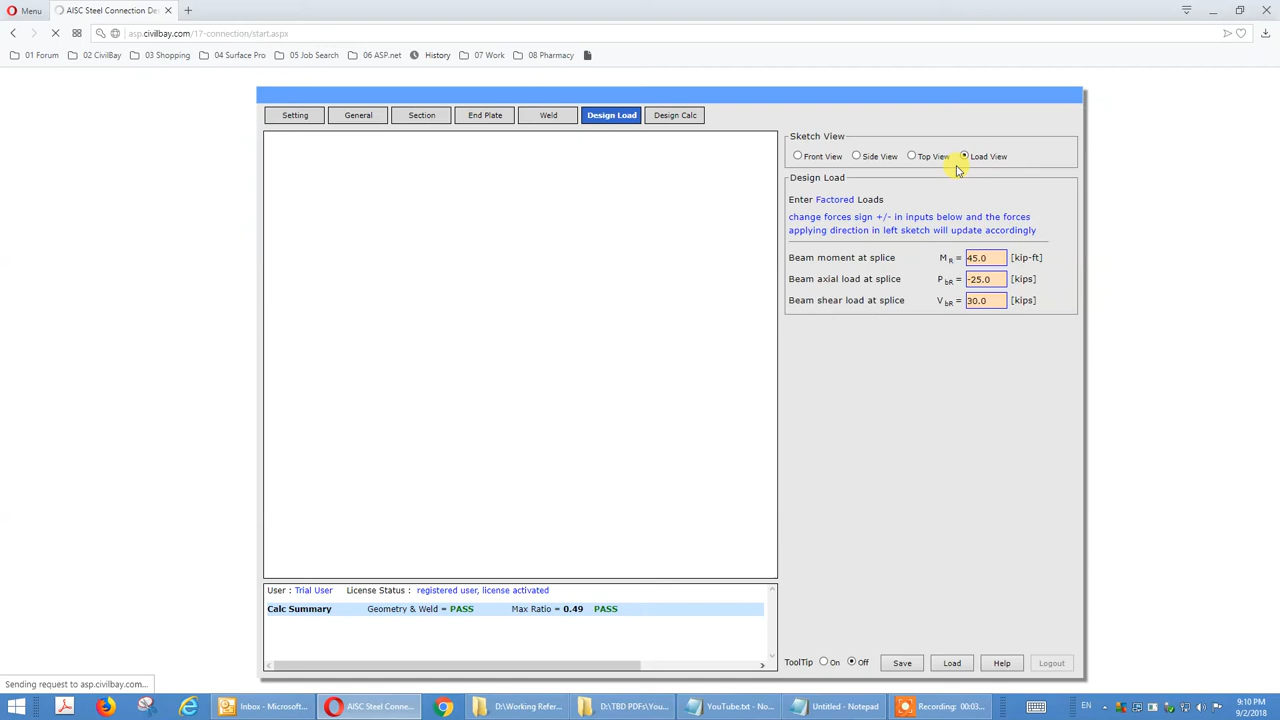 Menu
AISC Steel Connection De
asp.civilbay.com/17-connection/start.aspx
01 Forum 02 CivilBay 03 Shopping 04 Surface Pro 05 Job Search 06 ASP.net History 07 Work 08 Pharmacy
Setting General Section End Plate Weld Design Load Design Calc
Sketch View
Front View Side View Top View Load View
Design Load
Enter Factored Loads
change forces sign +/- in inputs below and the forces
applying direction in left sketch will update accordingly
Beam moment at splice M R = 45.0 [kip-ft]
Beam axial load at splice P bR = -25.0 [kips]
Beam shear load at splice V bR = 30.0 [kips]
User : Trial User License Status : registered user, license activated
Calc Summary Geometry & Weld = PASS Max Ratio = 0.49 PASS
ToolTip On Off Save Load Help Logout
Sending request to asp.civilbay.com...
Inbox - Microsoft... AISC Steel Conne... D:\Working Refer... D:\TBD PDFs\You... YouTube.txt - No... Untitled - Notepad Recording: 00:03... EN 9:10 PM
9/2/2018